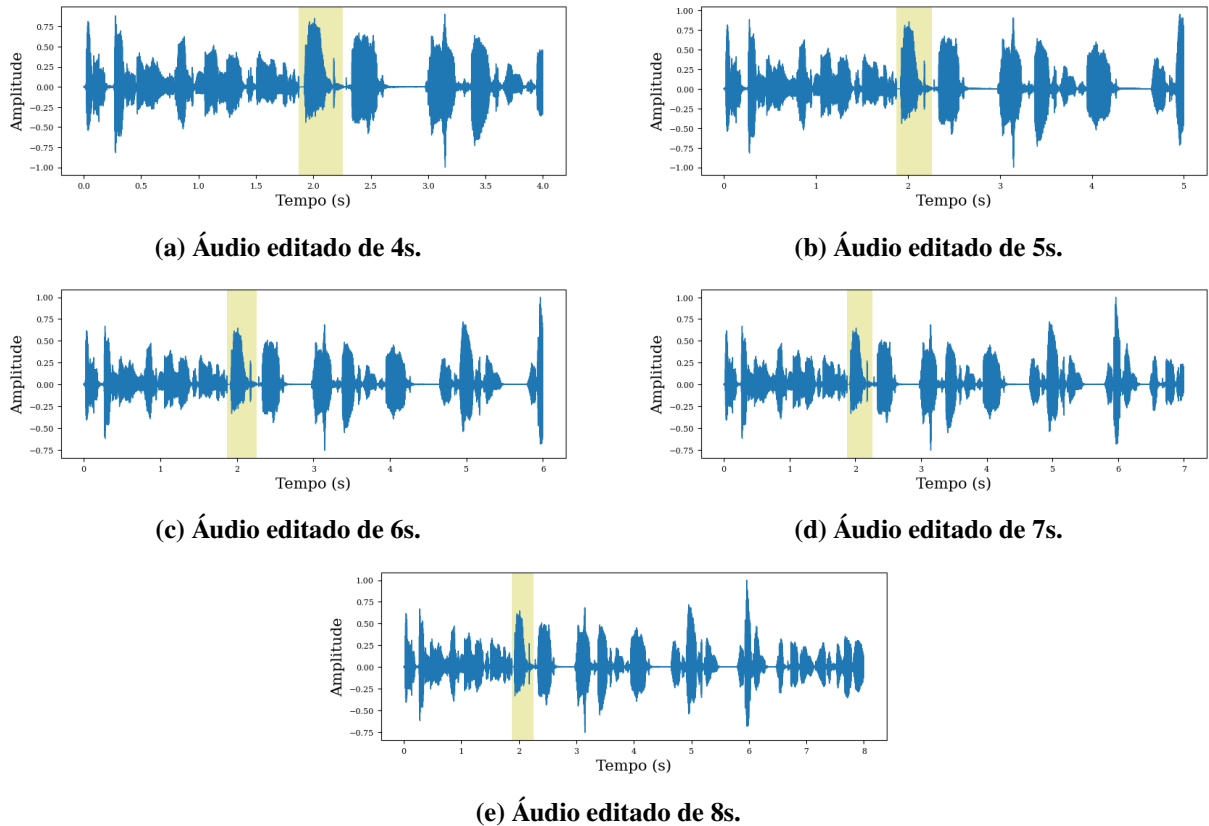 Amplitude
0.75
0.50
0.25
0.00
−0.25
−0.50
−0.75
−1.00
0.0 0.5 1.0 1.5 2.0 2.5 3.0 3.5 4.0
Tempo (s)
(a) Áudio editado de 4s.
Amplitude
1.00
0.75
0.50
0.25
0.00
−0.25
−0.50
−0.75
−1.00
0 1 2 3 4 5
Tempo (s)
(b) Áudio editado de 5s.
Amplitude
1.00
0.75
0.50
0.25
0.00
−0.25
−0.50
−0.75
0 1 2 3 4 5 6
Tempo (s)
(c) Áudio editado de 6s.
Amplitude
1.00
0.75
0.50
0.25
0.00
−0.25
−0.50
−0.75
0 1 2 3 4 5 6 7
Tempo (s)
(d) Áudio editado de 7s.
Amplitude
1.00
0.75
0.50
0.25
0.00
−0.25
−0.50
−0.75
0 1 2 3 4 5 6 7 8
Tempo (s)
(e) Áudio editado de 8s.